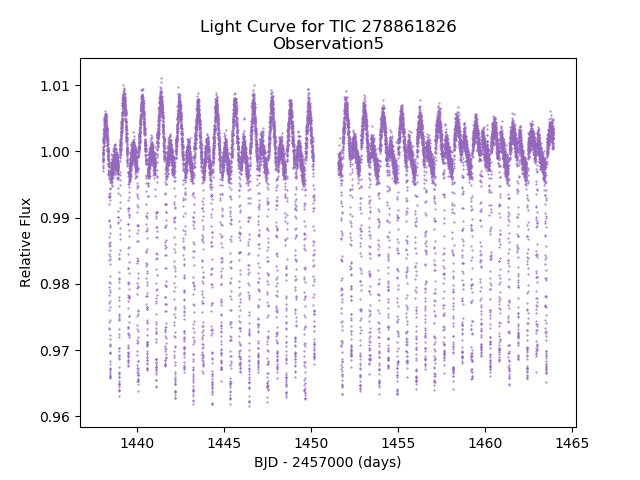 Light Curve for TIC 278861826
Observation5
1.01
1.00
0.99
0.98
0.97
0.96
Relative Flux
1440 1445 1450 1455 1460 1465
BJD - 2457000 (days)